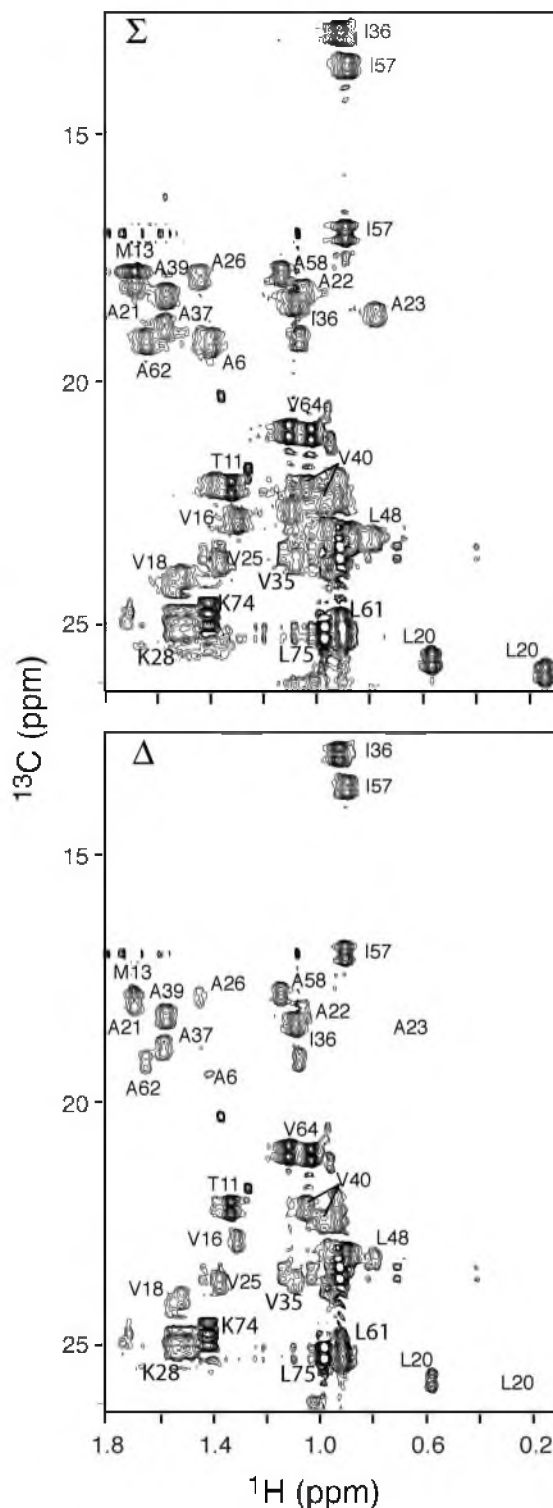 Σ
I36
I57
15
I57
M13
A39
A26
A58
A22
A23
A21
A37
I36
A62
A6
20
V64
T11
V40
V16
L48
V18
V25
V35
K74
L61
25
K28
L75
L20
L20
13C (ppm)
Δ
I36
I57
15
I57
M13
A39
A26
A58
A22
A23
A21
A37
I36
A62
A6
20
V64
T11
V40
V16
L48
V18
V25
V35
K74
L61
25
K28
L75
L20
L20
1.8 1.4 1.0 0.6 0.2
1H (ppm)